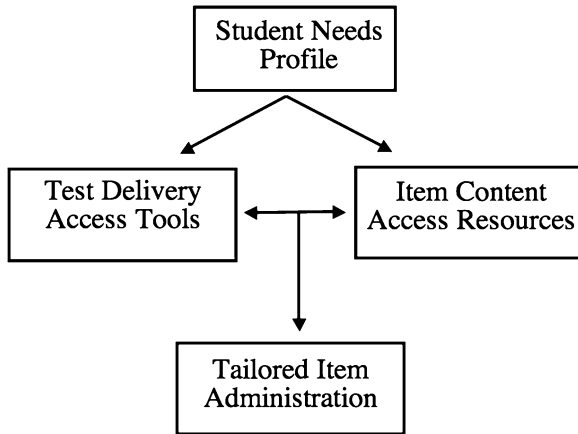 Student Needs
Profile
Test Delivery
Access Tools
Item Content
Access Resources
Tailored Item
Administration